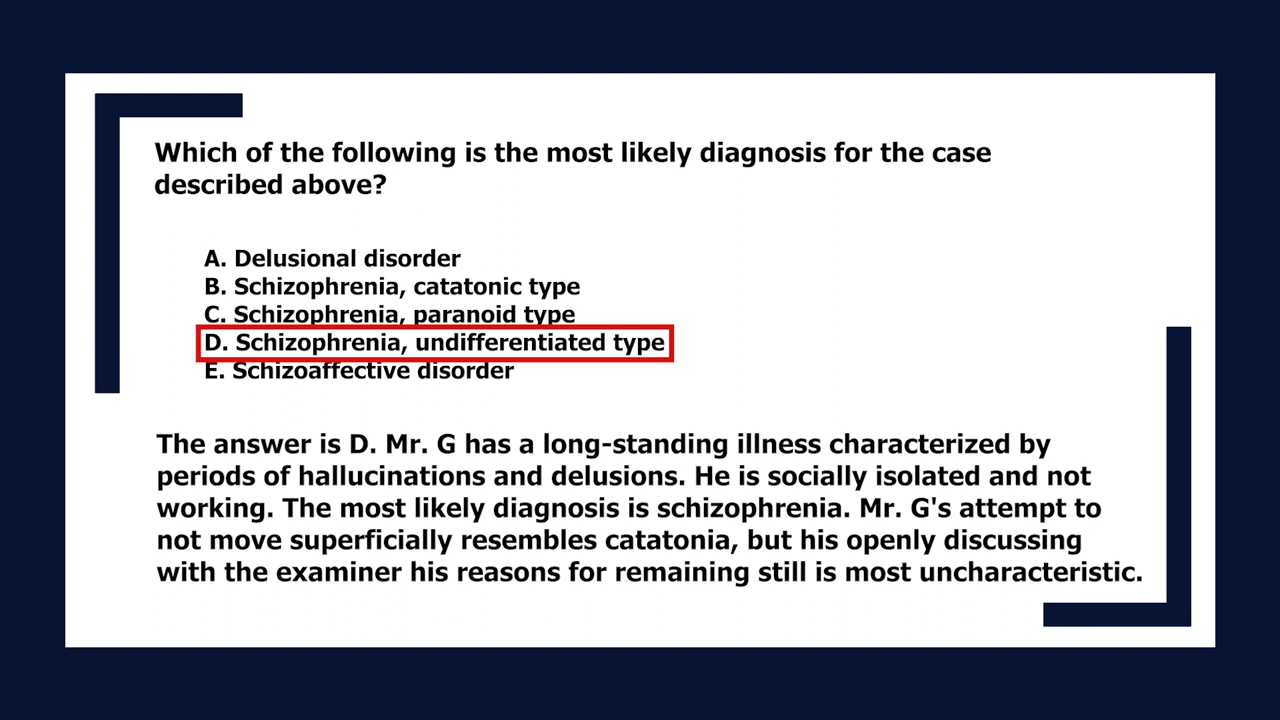 Which of the following is the most likely diagnosis for the case
described above?
A. Delusional disorder
B. Schizophrenia, catatonic type
C. Schizophrenia, paranoid type
D. Schizophrenia, undifferentiated type
E. Schizoaffective disorder
The answer is D. Mr. G has a long-standing illness characterized by
periods of hallucinations and delusions. He is socially isolated and not
working. The most likely diagnosis is schizophrenia. Mr. G's attempt to
not move superficially resembles catatonia, but his openly discussing
with the examiner his reasons for remaining still is most uncharacteristic.